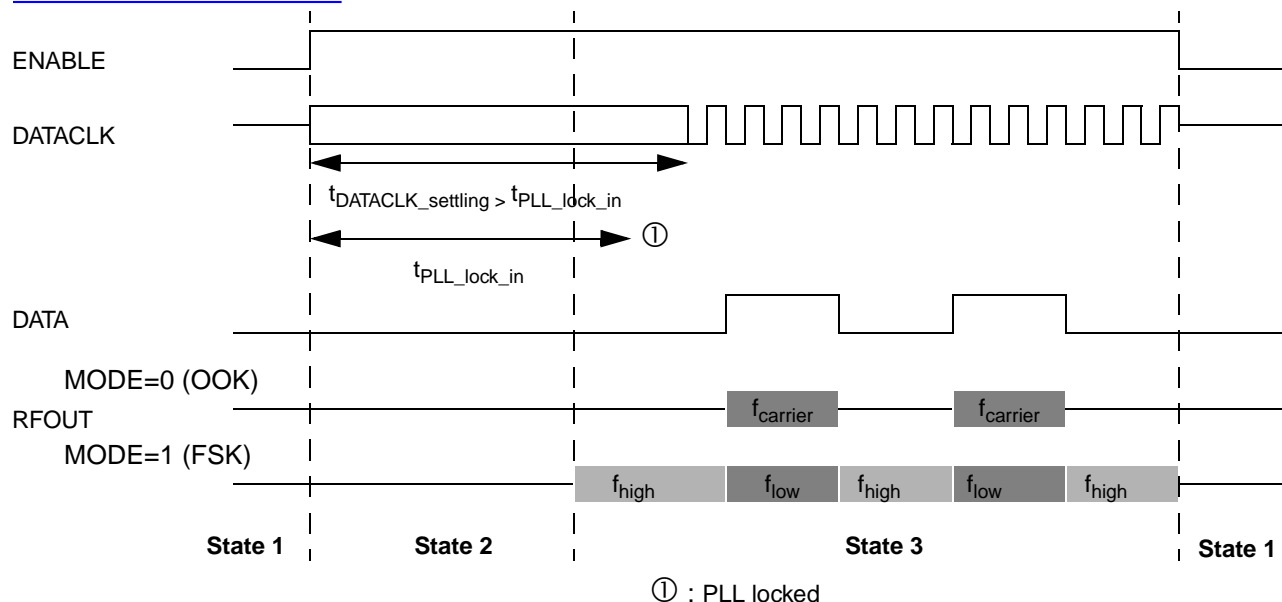 ENABLE
DATACLK
tDATACLK_settling > tPLL_lock_in
①
tPLL_lock_in
DATA
MODE=0 (OOK)
fcarrier fcarrier
RFOUT
MODE=1 (FSK)
fhigh flow fhigh flow fhigh
State 1 State 2 State 3 State 1
① : PLL locked